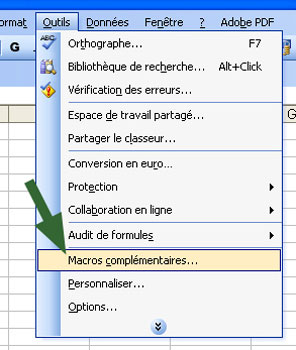 ormat Outils Données Fenêtre ? Adobe PDF
G
Orthographe... F7
Bibliothèque de recherche... Alt+Click
Vérification des erreurs...
Espace de travail partagé...
Partager le classeur...
Conversion en euro...
Protection
Collaboration en ligne
Audit de formules
Macros complémentaires...
Personnaliser...
Options...
G